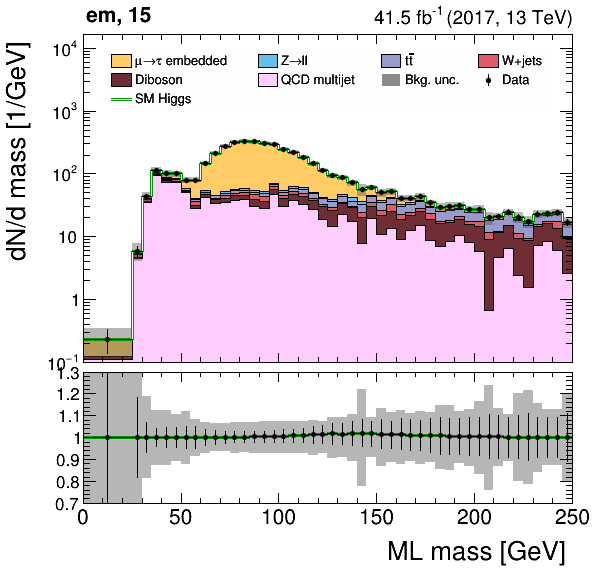 em, 15 41.5 fb⁻¹ (2017, 13 TeV)
dN/d mass [1/GeV]
μ→τ embedded Z→ll tt̄ W+jets
Diboson QCD multijet Bkg. unc. Data
SM Higgs
10⁴
10³
10²
10
1
10⁻¹
1.3
1.2
1.1
1
0.9
0.8
0.7
0 50 100 150 200 250
ML mass [GeV]